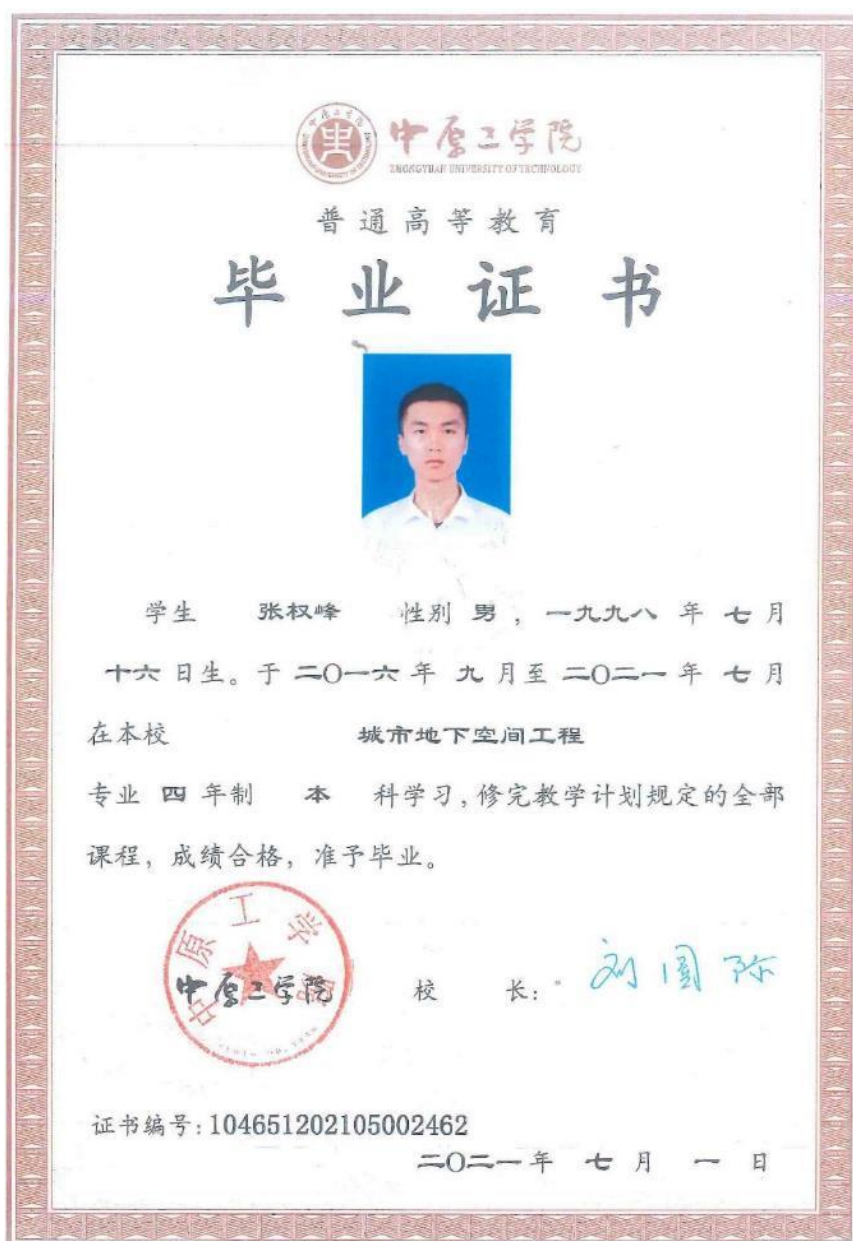 中原工学院
ZHONGYUAN UNIVERSITY OF TECHNOLOGY
普通高等教育
毕业证书
学生 张权峰 性别 男，一九九八 年 七 月
十六 日生。于 二〇一六 年 九 月至 二〇二一 年 七 月
在本校 城市地下空间工程
专业 四 年制 本 科学习，修完教学计划规定的全部
课程，成绩合格，准予毕业。
中原工学院 校 长： 刘国际
证书编号：104651202105002462
二〇二一 年 七 月 一 日